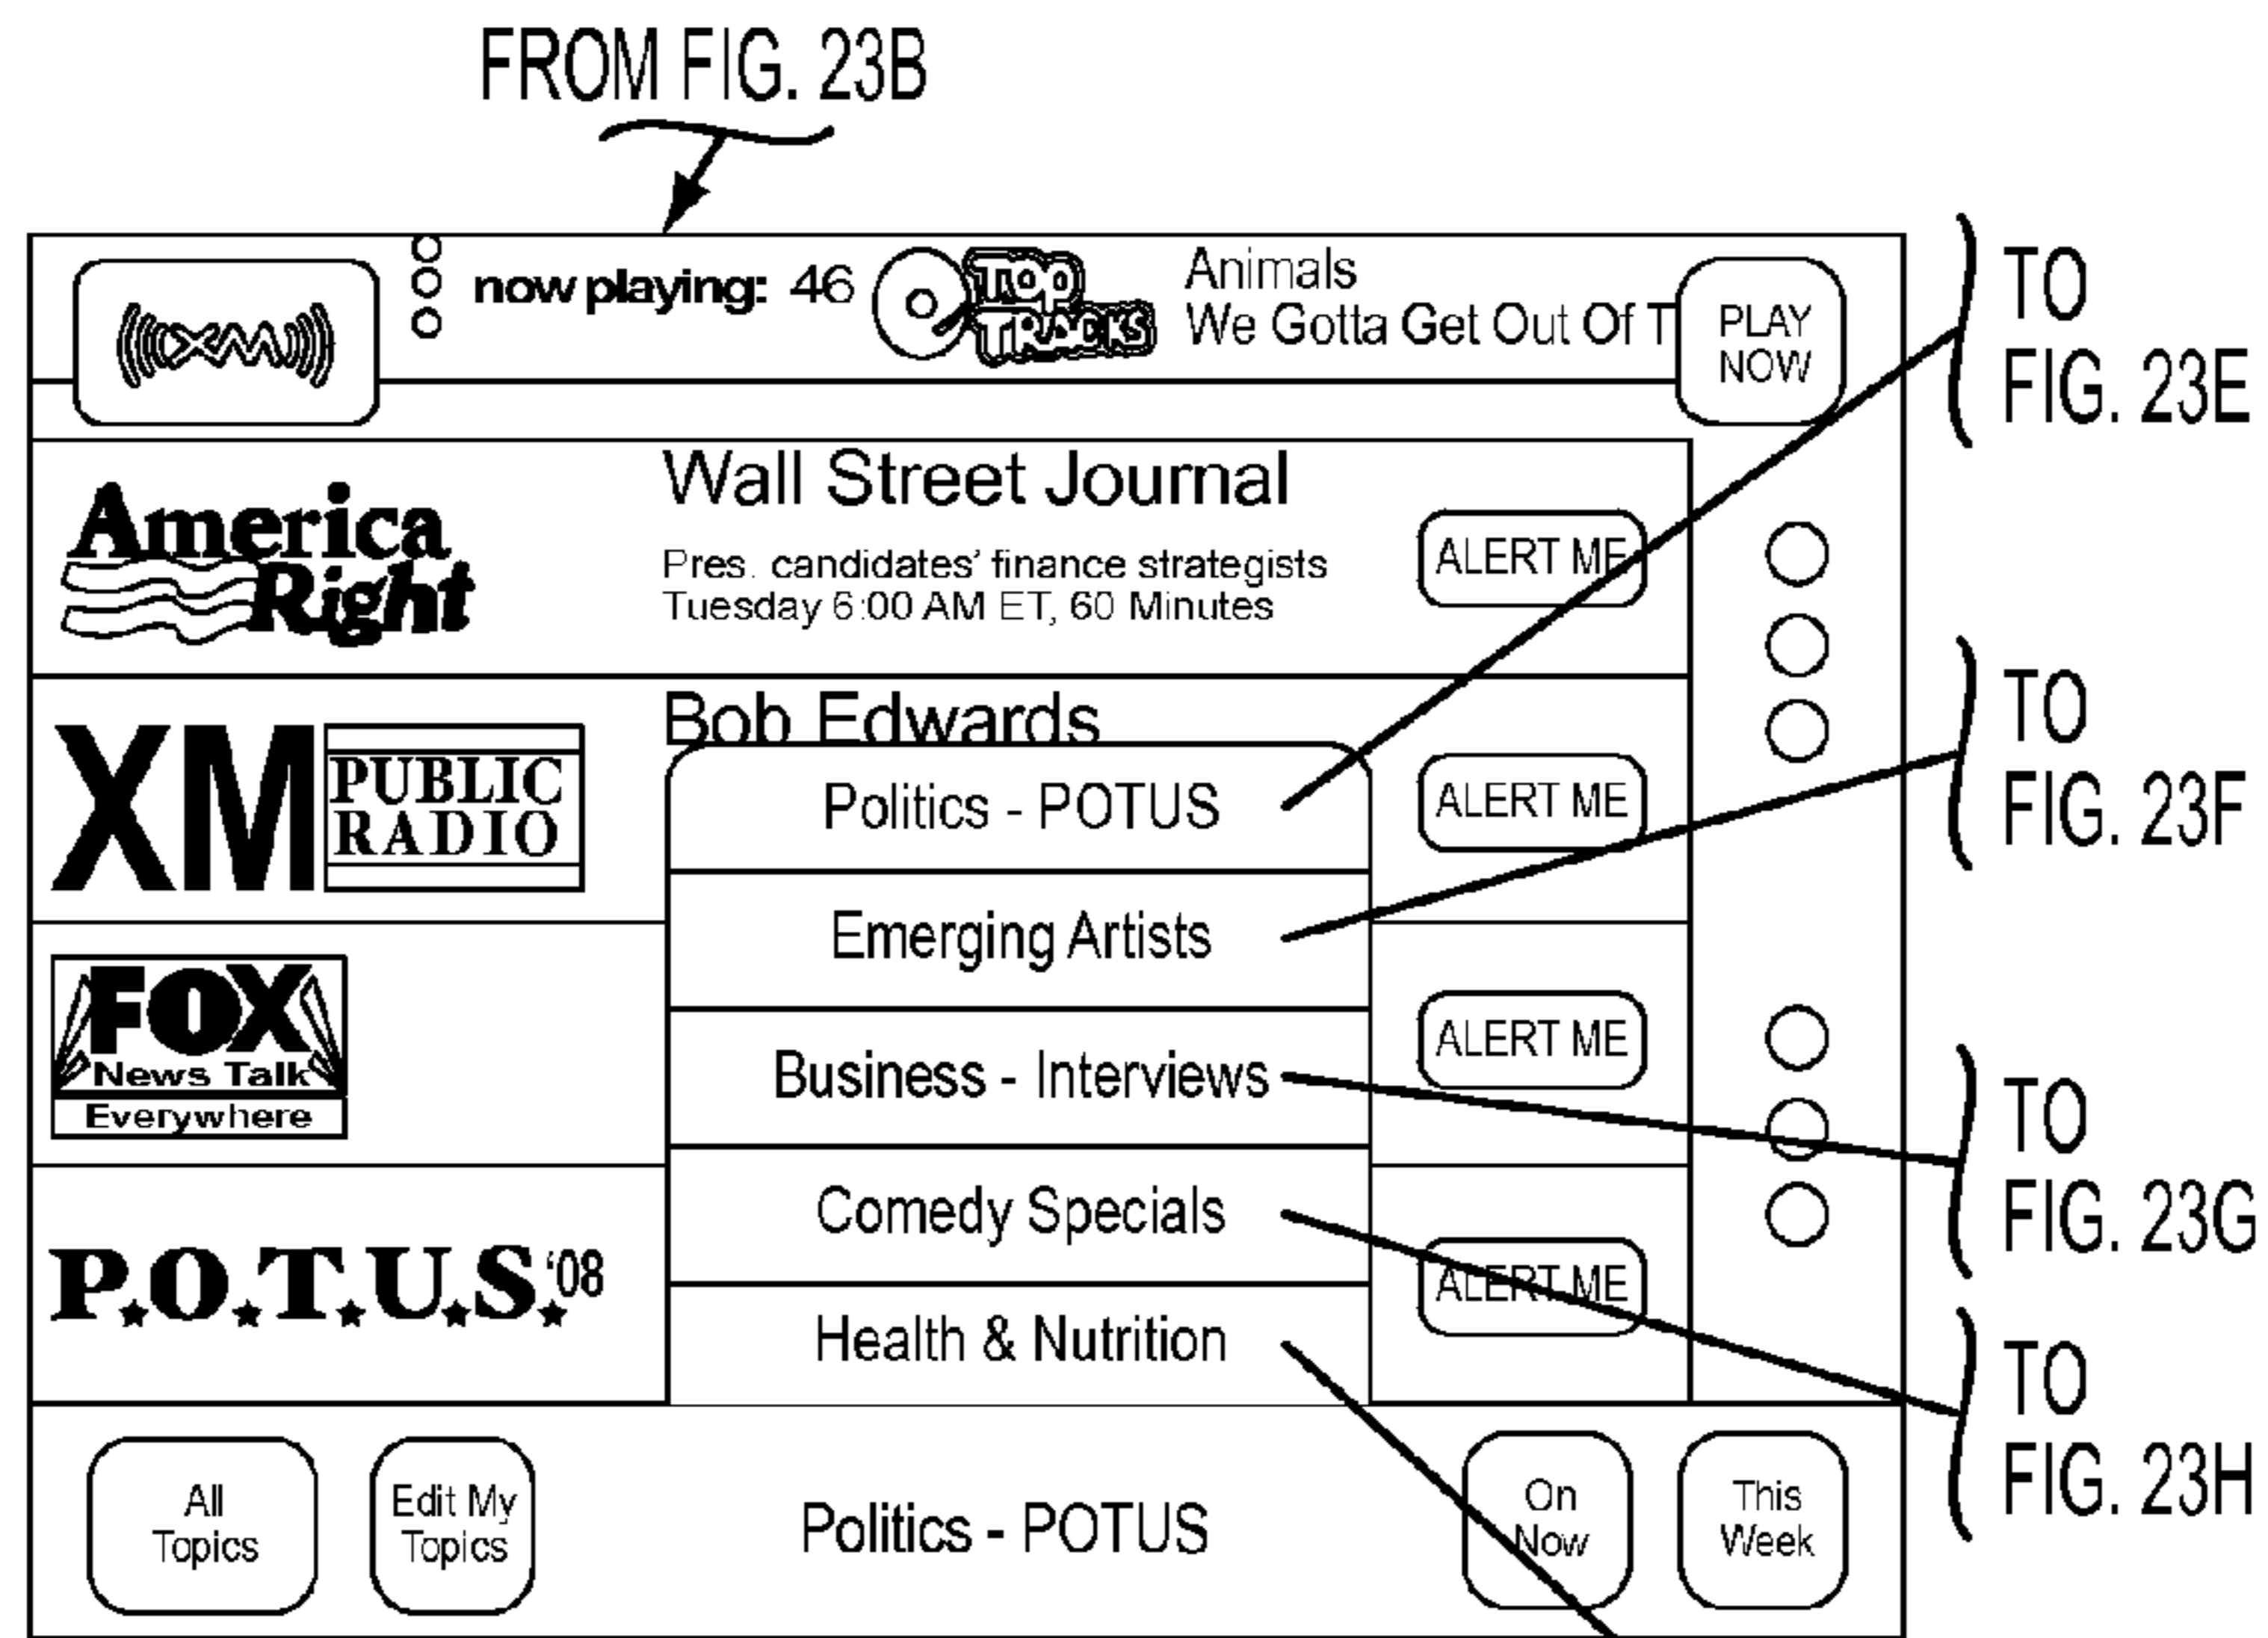 FROM FIG. 23B
XM
now playing: 46
TOP
TRACKS
Animals
We Gotta Get Out Of T
PLAY
NOW
TO
FIG. 23E
America
Right
Wall Street Journal
Pres. candidates' finance strategists
Tuesday 6:00 AM ET, 60 Minutes
ALERT ME
XM PUBLIC
RADIO
Bob Edwards
Politics - POTUS
ALERT ME
TO
FIG. 23F
Emerging Artists
FOX
News Talk
Everywhere
Business - Interviews
ALERT ME
TO
FIG. 23G
Comedy Specials
P.O.T.U.S. '08
ALERT ME
Health & Nutrition
TO
FIG. 23H
All
Topics
Edit My
Topics
Politics - POTUS
On
Now
This
Week